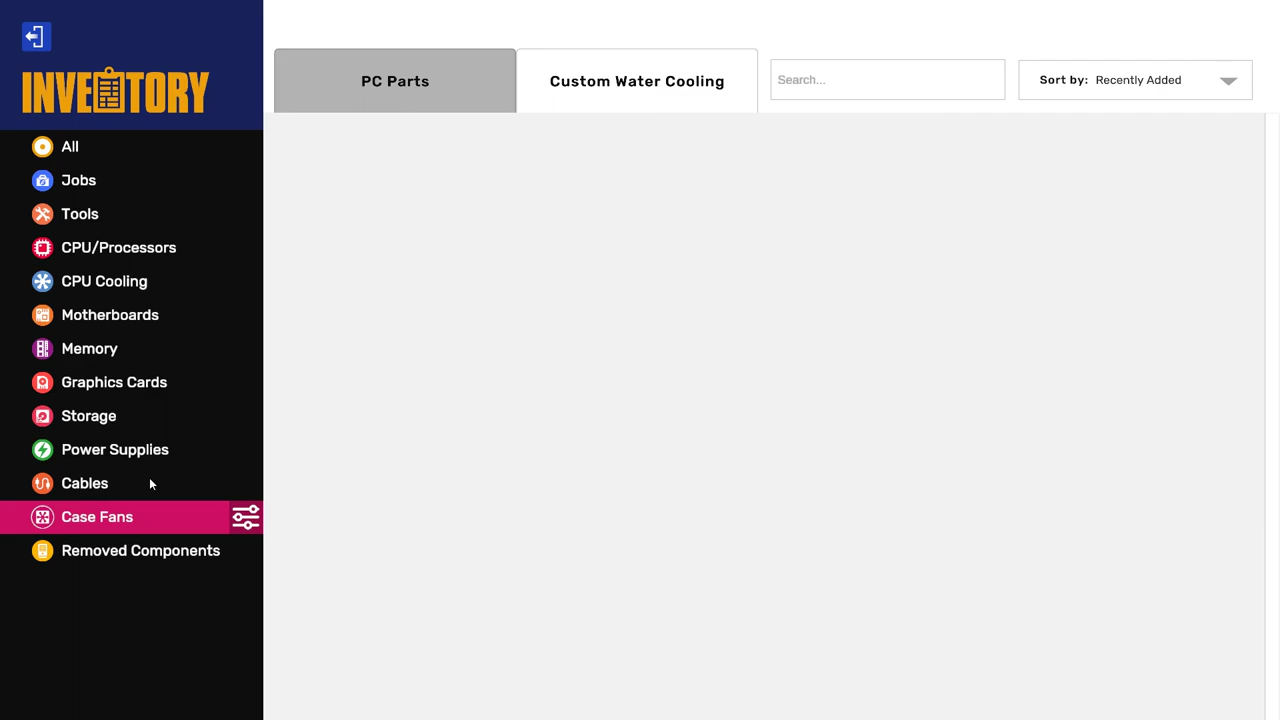 INVENTORY
PC Parts
Custom Water Cooling
Search...
Sort by: Recently Added
All
Jobs
Tools
CPU/Processors
CPU Cooling
Motherboards
Memory
Graphics Cards
Storage
Power Supplies
Cables
Case Fans
Removed Components